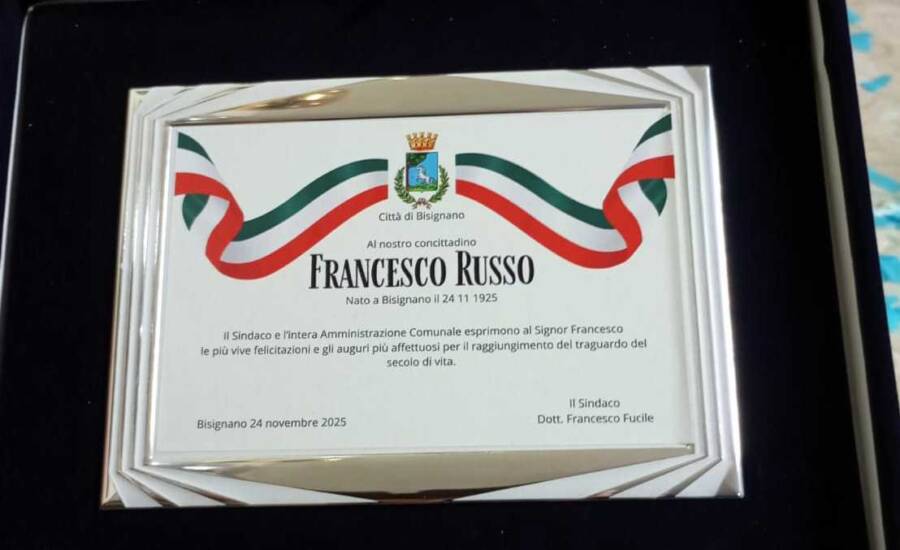 Città di Bisignano
Al nostro concittadino
FRANCESCO RUSSO
Nato a Bisignano il 24 11 1925
Il Sindaco e l'intera Amministrazione Comunale esprimono al Signor Francesco
le più vive felicitazioni e gli auguri più affettuosi per il raggiungimento del traguardo del
secolo di vita.
Il Sindaco
Bisignano 24 novembre 2025
Dott. Francesco Fucile